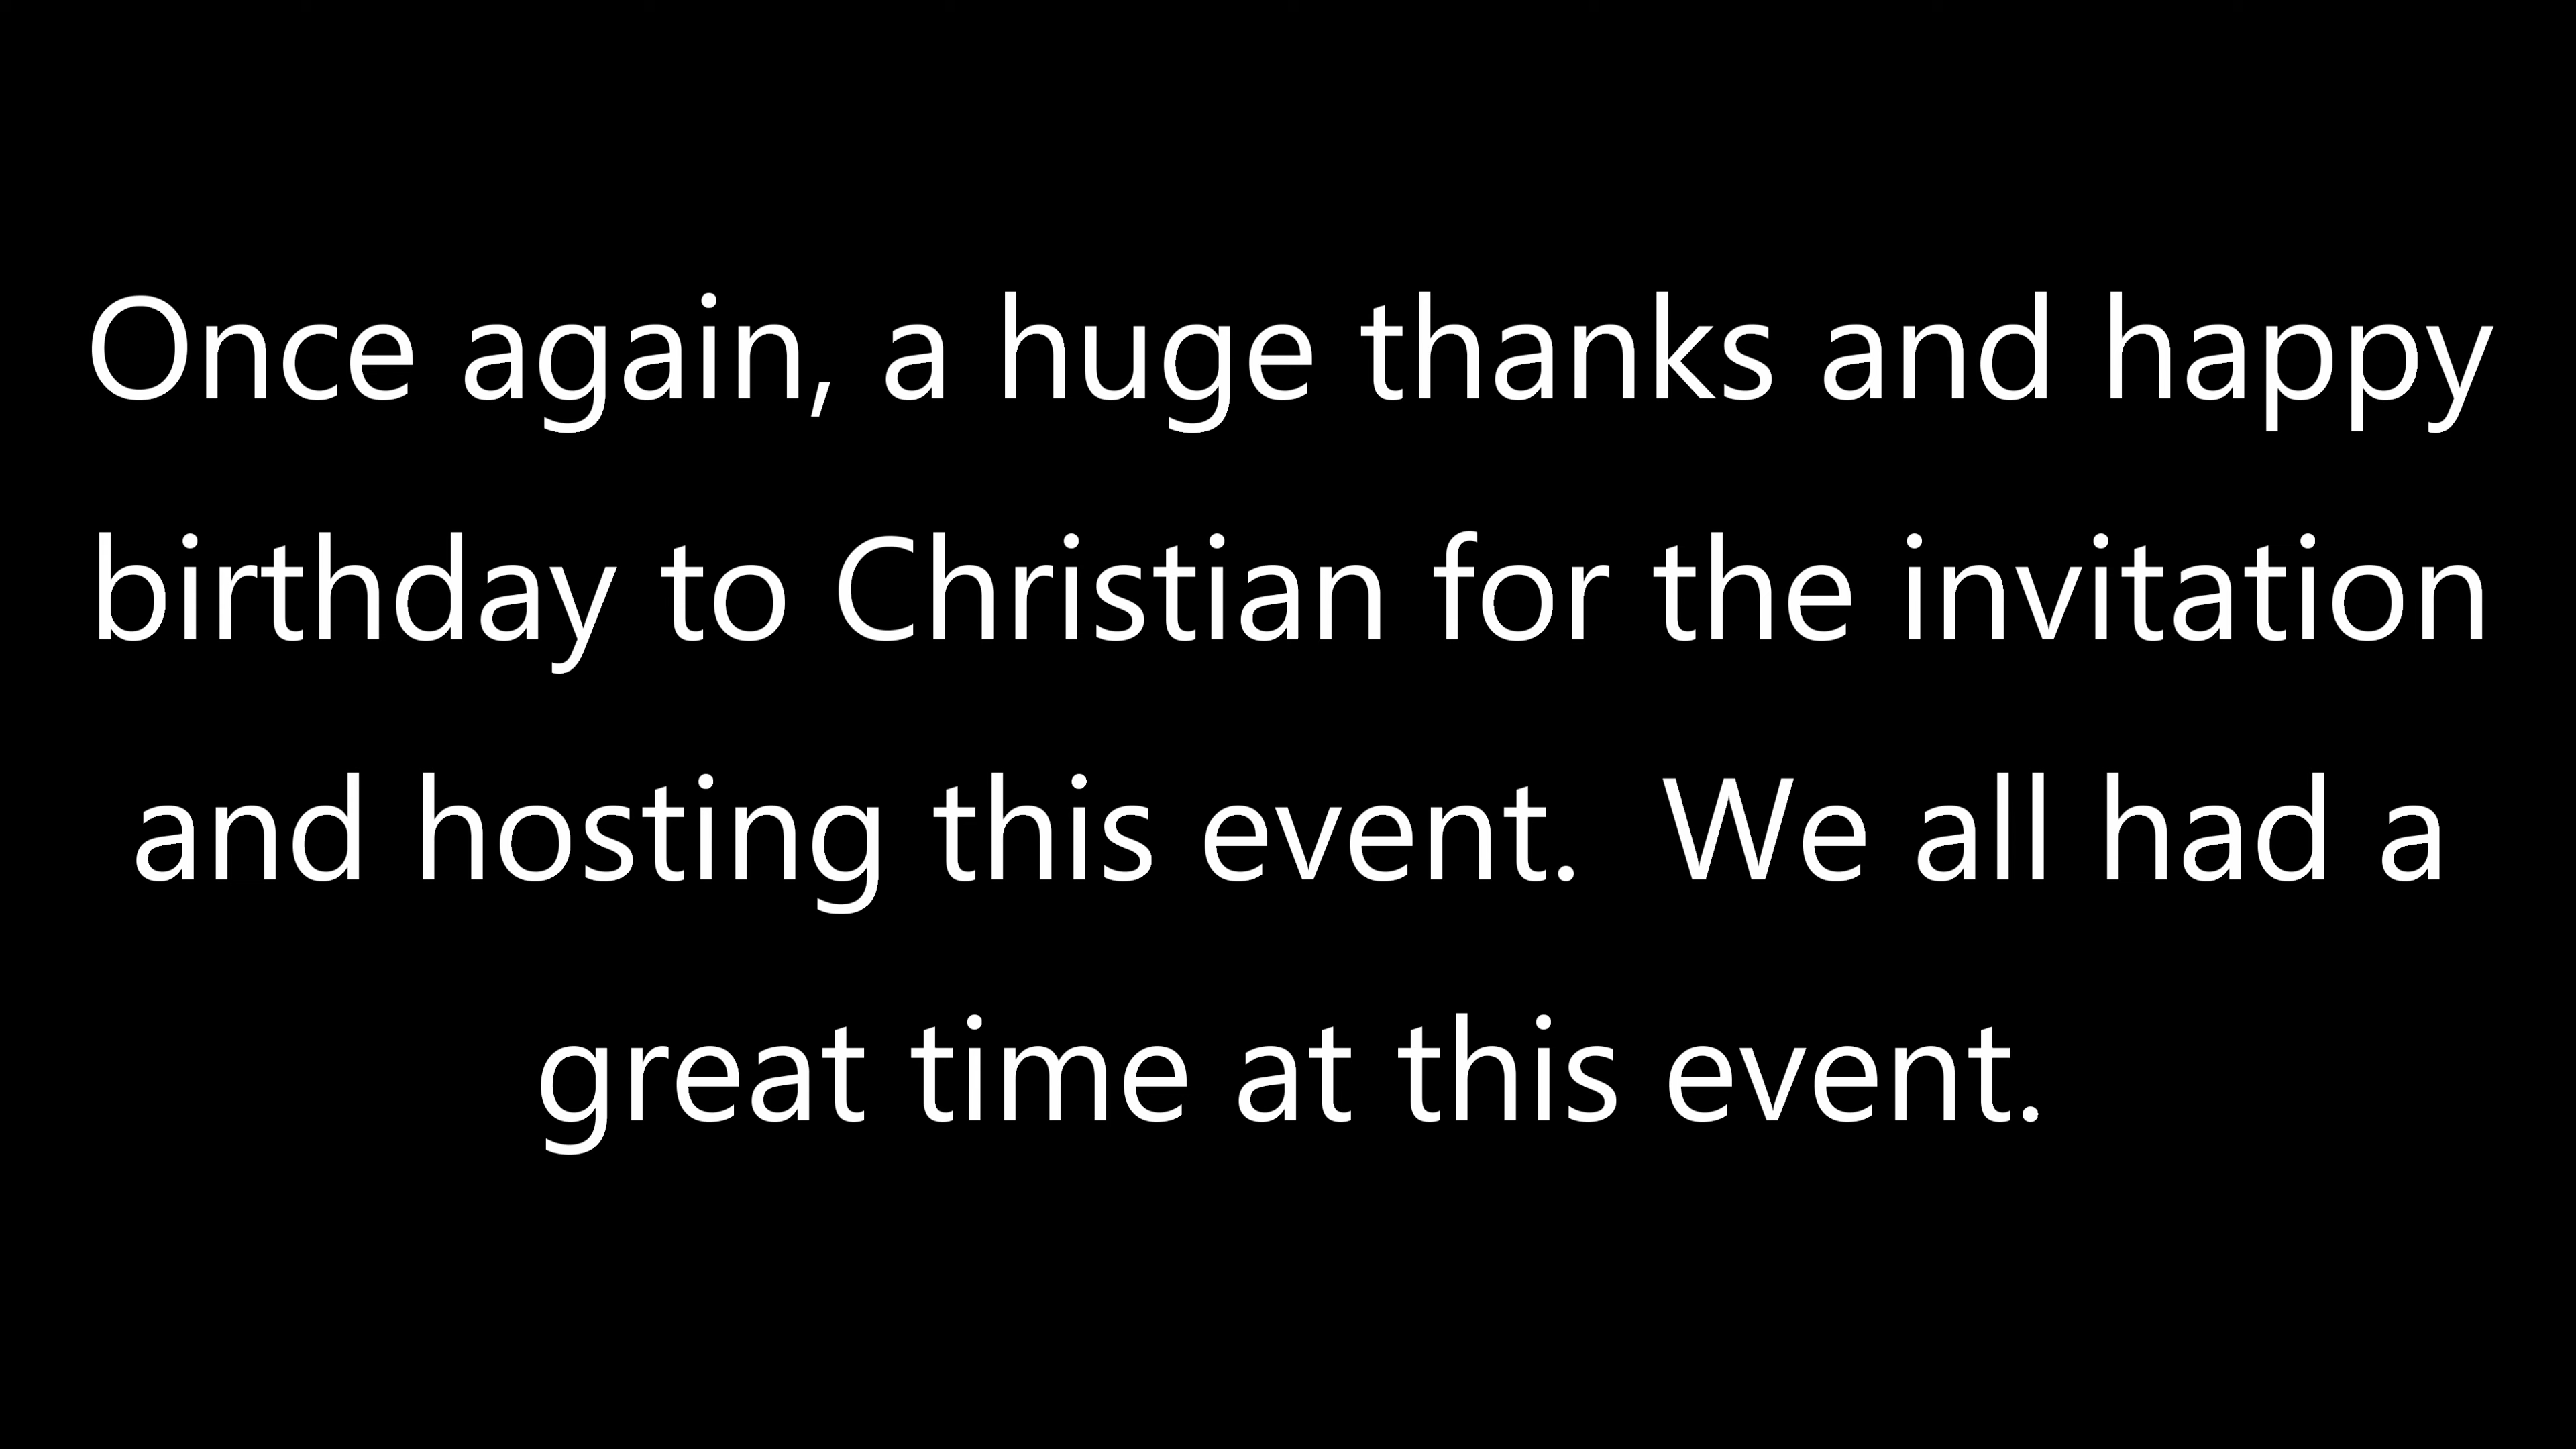 Once again, a huge thanks and happy
birthday to Christian for the invitation
and hosting this event.  We all had a
great time at this event.